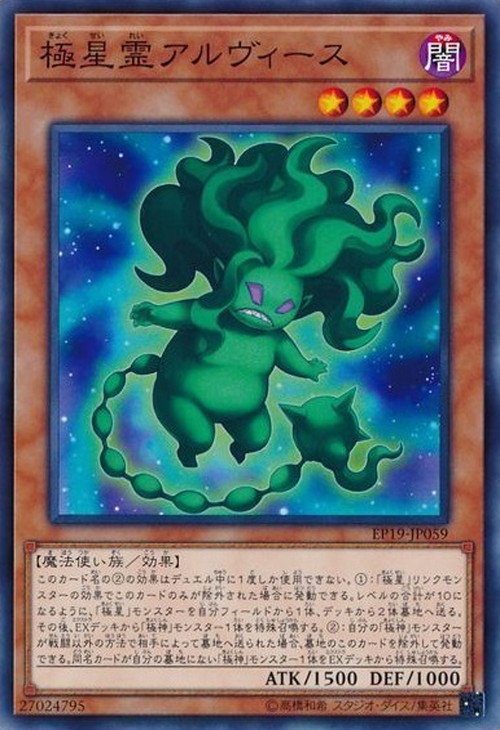 極星霊アルヴィース
闇
EP19-JP059
【魔法使い族/効果】
このカード名の②の効果はデュエル中に1度しか使用できない。①:「極星」リンクモン
スターの効果でこのカードのみが除外された場合に発動できる。レベルの合計が10に
なるように、「極星」モンスターを自分フィールドから1体、デッキから2体墓地へ送る。
その後、EXデッキから「極神」モンスター1体を特殊召喚する。②:自分の「極神」モンスター
が戦闘以外の方法で相手によって墓地へ送られた場合、墓地のこのカードを除外して発動
できる。同名カードが自分の墓地にない「極神」モンスター1体をEXデッキから特殊召喚する。
ATK/1500 DEF/1000
27024795
©高橋和希 スタジオ・ダイス/集英社